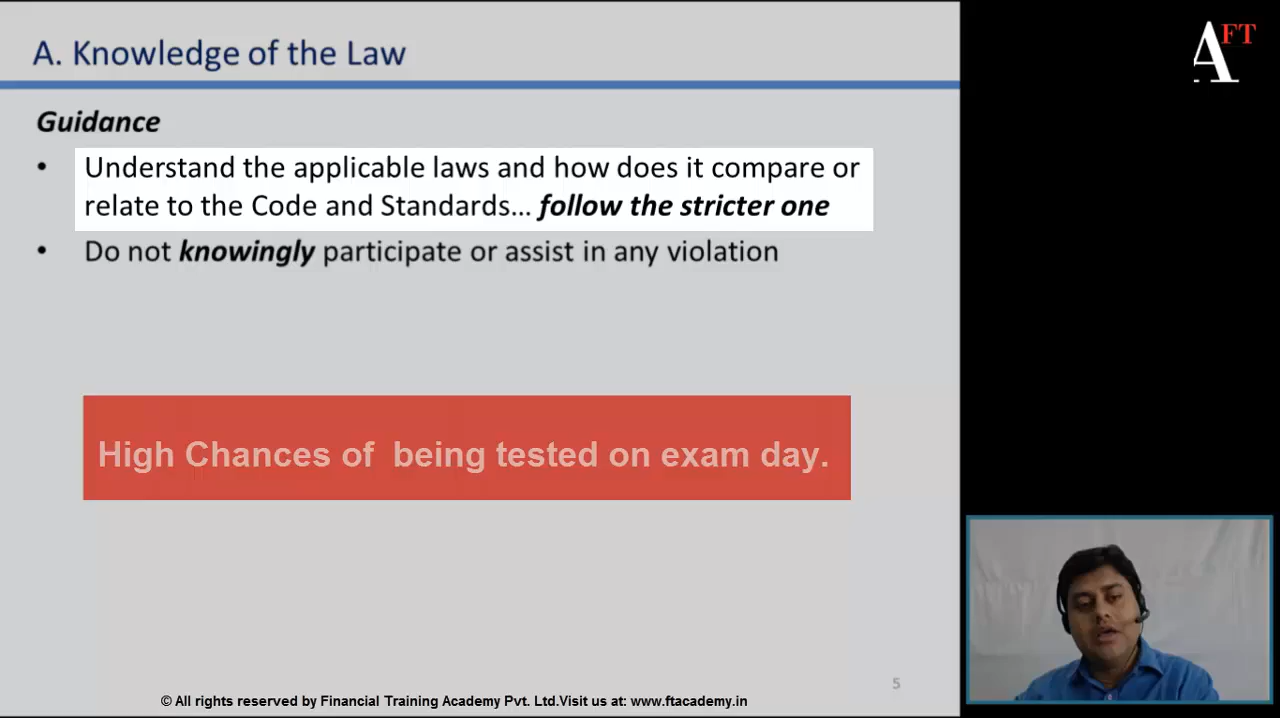 A. Knowledge of the Law
AFT
Guidance
• Understand the applicable laws and how does it compare or
relate to the Code and Standards... follow the stricter one
• Do not knowingly participate or assist in any violation
High Chances of  being tested on exam day.
5
© All rights reserved by Financial Training Academy Pvt. Ltd.Visit us at: www.ftacademy.in